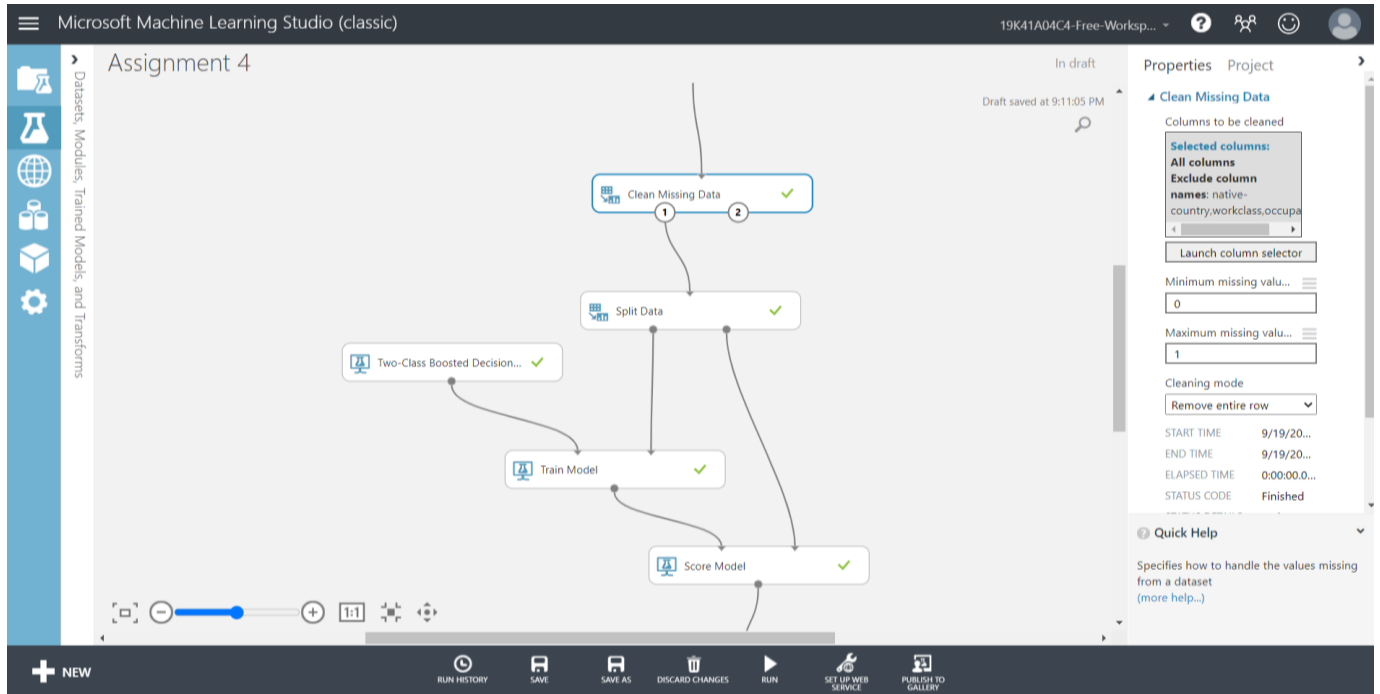 Microsoft Machine Learning Studio (classic)
19K41A04C4-Free-Worksp...
?
Datasets, Modules, Trained Models, and Transforms
Assignment 4
In draft
Draft saved at 9:11:05 PM
Clean Missing Data
1
2
Split Data
Two-Class Boosted Decision...
Train Model
Score Model
1:1
Properties Project
Clean Missing Data
Columns to be cleaned
Selected columns:
All columns
Exclude column
names: native-
country,workclass,occupa
Launch column selector
Minimum missing valu...
0
Maximum missing valu...
1
Cleaning mode
Remove entire row
START TIME 9/19/20...
END TIME 9/19/20...
ELAPSED TIME 0:00:00.0...
STATUS CODE Finished
? Quick Help
Specifies how to handle the values missing
from a dataset
(more help...)
NEW
RUN HISTORY
SAVE
SAVE AS
DISCARD CHANGES
RUN
SET UP WEB
SERVICE
PUBLISH TO
GALLERY